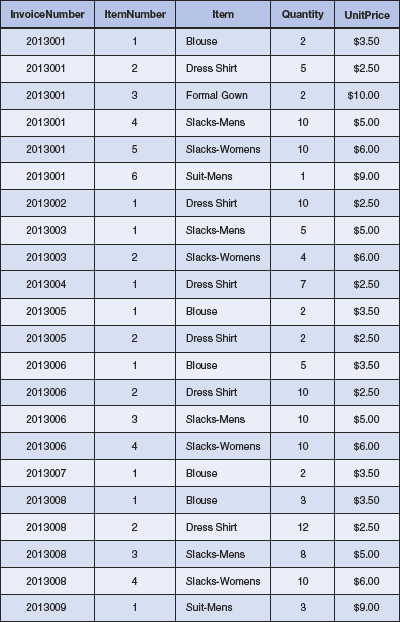 InvoiceNumber ItemNumber Item Quantity UnitPrice
2013001 1 Blouse 2 $3.50
2013001 2 Dress Shirt 5 $2.50
2013001 3 Formal Gown 2 $10.00
2013001 4 Slacks-Mens 10 $5.00
2013001 5 Slacks-Womens 10 $6.00
2013001 6 Suit-Mens 1 $9.00
2013002 1 Dress Shirt 10 $2.50
2013003 1 Slacks-Mens 5 $5.00
2013003 2 Slacks-Womens 4 $6.00
2013004 1 Dress Shirt 7 $2.50
2013005 1 Blouse 2 $3.50
2013005 2 Dress Shirt 2 $2.50
2013006 1 Blouse 5 $3.50
2013006 2 Dress Shirt 10 $2.50
2013006 3 Slacks-Mens 10 $5.00
2013006 4 Slacks-Womens 10 $6.00
2013007 1 Blouse 2 $3.50
2013008 1 Blouse 3 $3.50
2013008 2 Dress Shirt 12 $2.50
2013008 3 Slacks-Mens 8 $5.00
2013008 4 Slacks-Womens 10 $6.00
2013009 1 Suit-Mens 3 $9.00